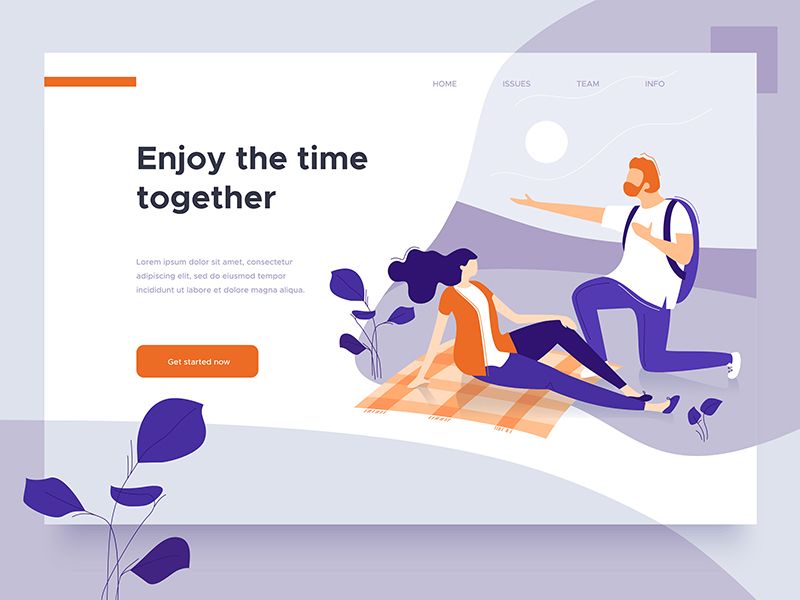 HOME ISSUES TEAM INFO
Enjoy the time
together
Lorem ipsum dolor sit amet, consectetur
adipiscing elit, sed do eiusmod tempor
incididunt ut labore et dolore magna aliqua.
Get started now